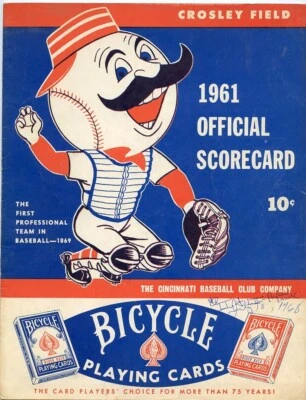 CROSLEY FIELD
1961
OFFICIAL
SCORECARD
10¢
THE
FIRST
PROFESSIONAL
TEAM IN
BASEBALL—1869
THE CINCINNATI BASEBALL CLUB COMPANY
BICYCLE
PLAYING CARDS
BICYCLE
PLAYING CARDS
BICYCLE
PLAYING CARDS
THE CARD PLAYERS' CHOICE FOR MORE THAN 75 YEARS!